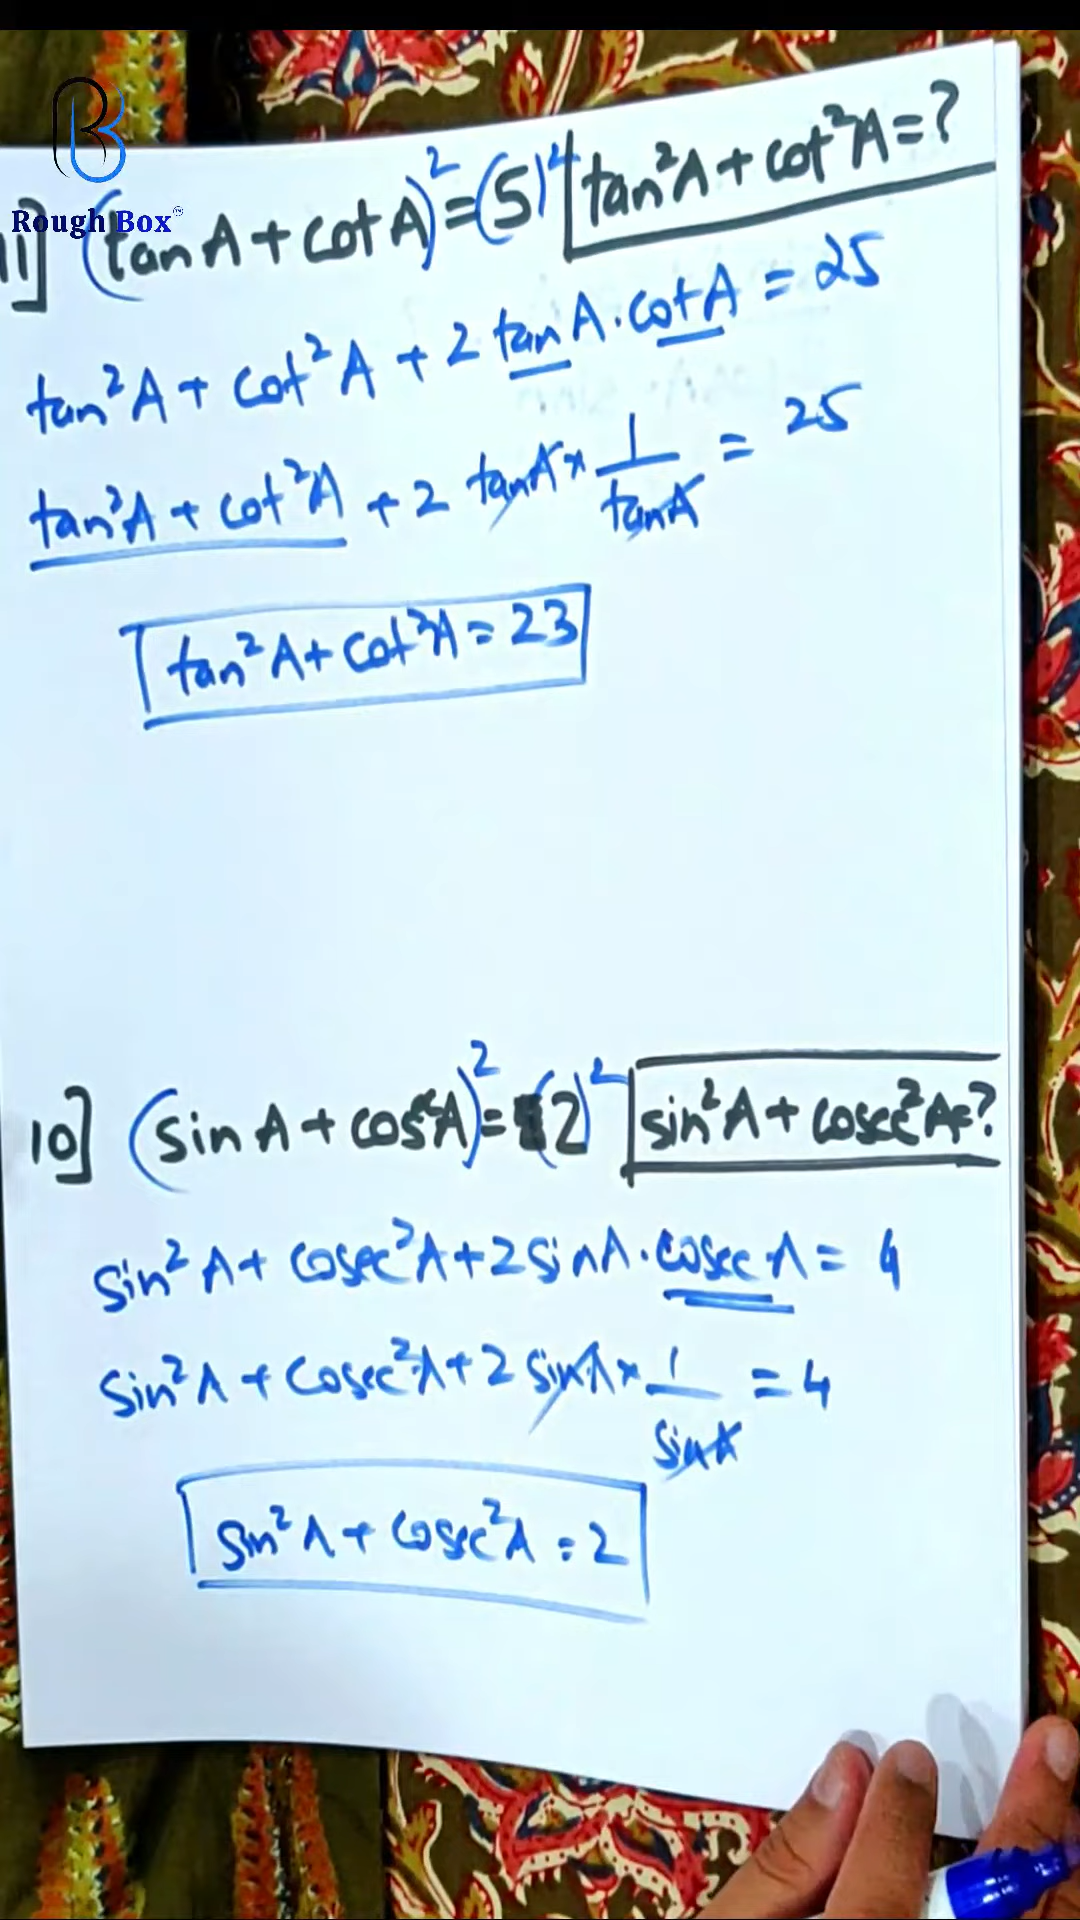 Rough Box™
11] (tan A + cot A)² = (5)² tan²A + cot²A = ?
tan²A + cot²A + 2 tan A . cot A = 25
tan²A + cot²A + 2 tanA × 1/tanA = 25
tan²A + cot²A = 23
10] (sin A + cosec A)² = (2)² sin²A + cosec²A = ?
sin²A + cosec²A + 2 sinA . cosec A = 4
sin²A + cosec²A + 2 sinA × 1/sinA = 4
sin²A + cosec²A = 2